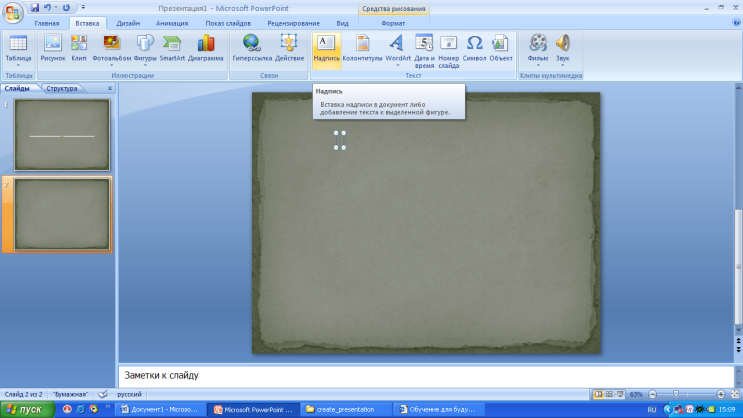 Презентация1 - Microsoft PowerPoint
Средства рисования
Главная Вставка Дизайн Анимация Показ слайдов Рецензирование Вид Формат
Таблица Рисунок Клип Фотоальбом Фигуры SmartArt Диаграмма Гиперссылка Действие Надпись Колонтитулы WordArt Дата и время Номер слайда Символ Объект Фильм Звук
Таблицы Иллюстрации Связи Текст Клипы мультимедиа
Слайды Структура
Надпись
Вставка надписи в документ либо
добавление текста к выделенной фигуре.
1
2
Заметки к слайду
Слайд 2 из 2 "Бумажная" русский 63%
пуск Документ1 - Microso... Microsoft PowerPoint ... create_presentation Обучение для буду... RU 15:09